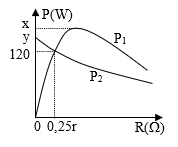 P(W)
x
P₁
y
120
P₂
0 0,25r R(Ω)